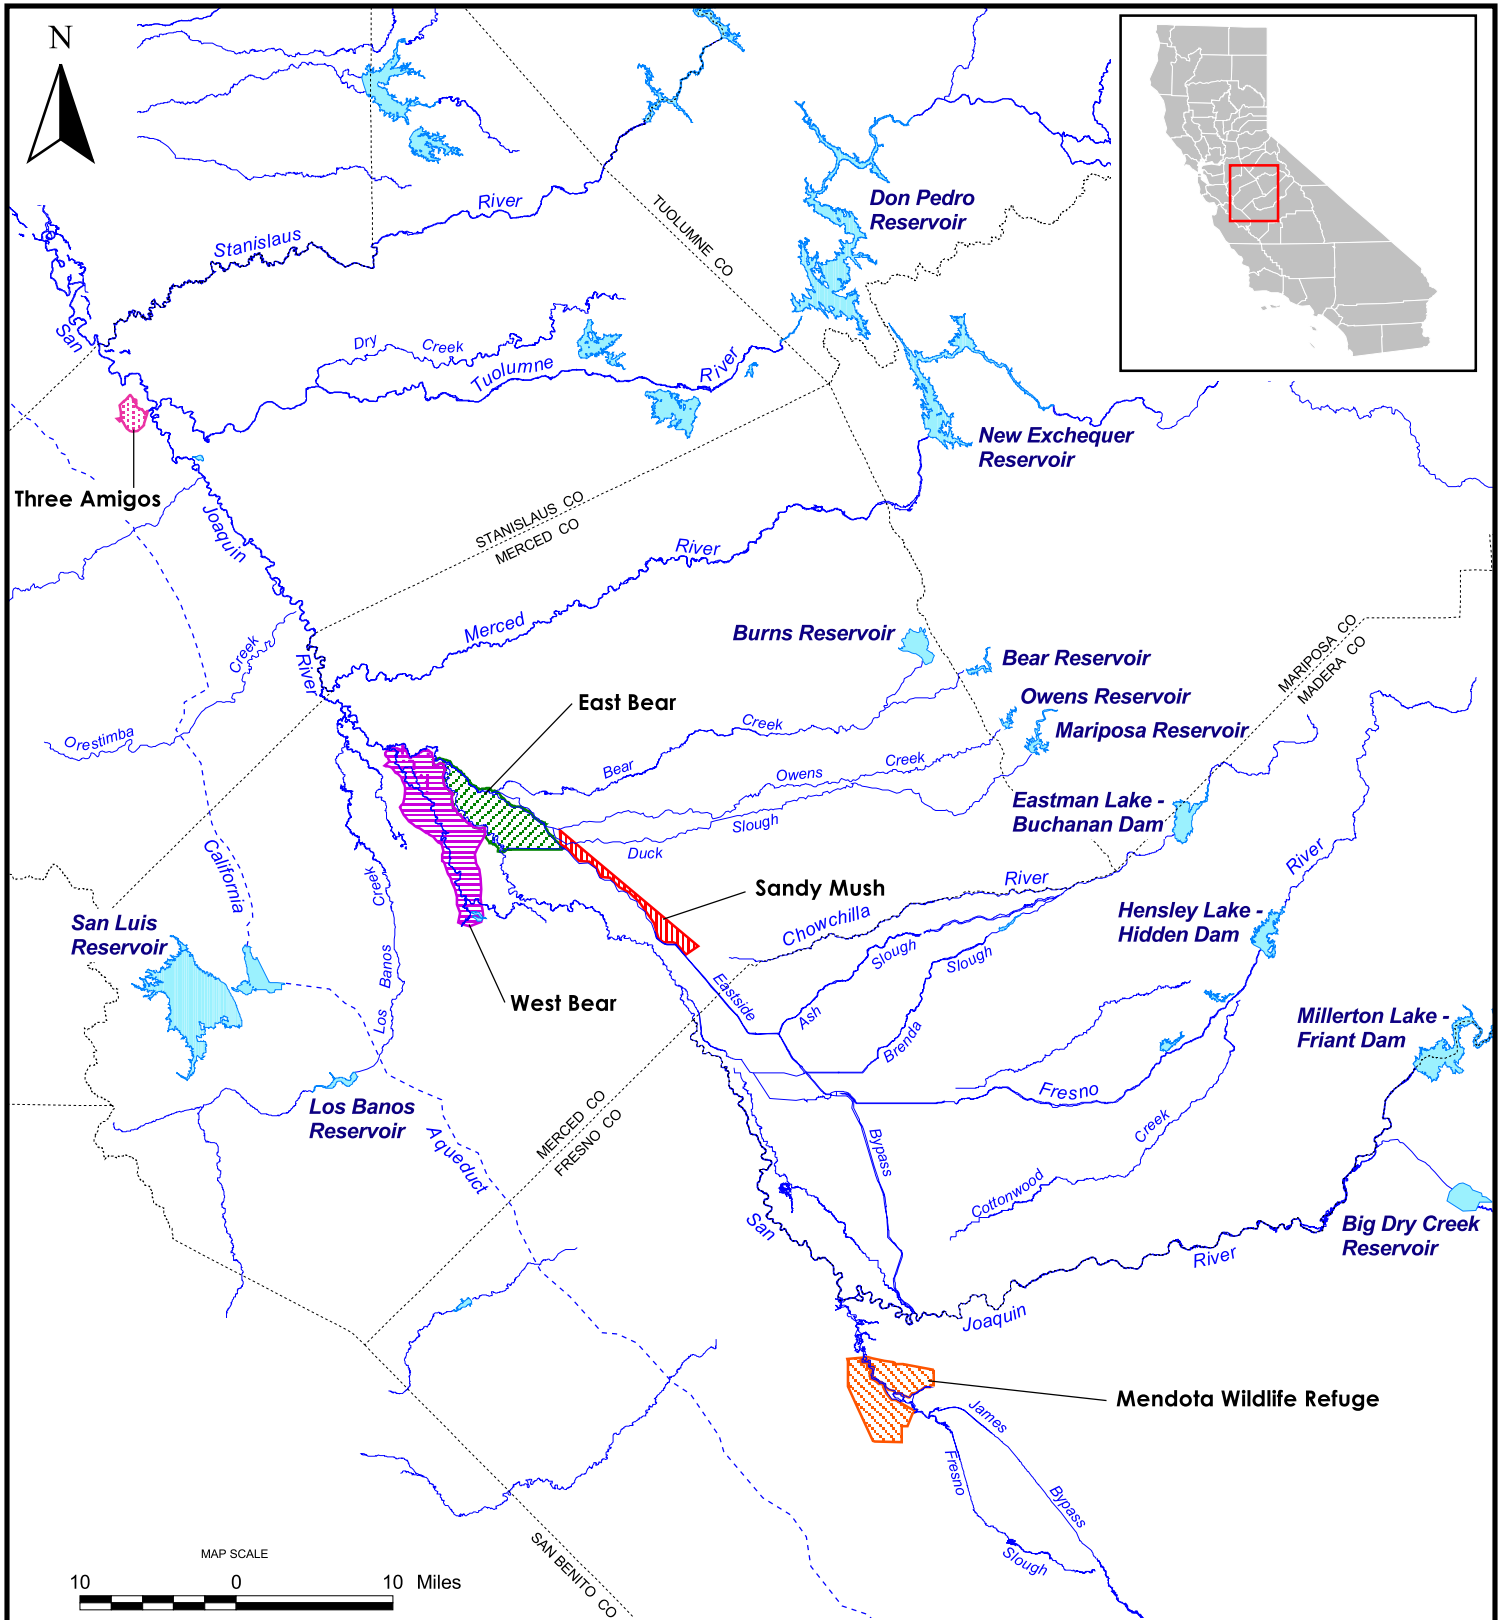 N
River
Stanislaus
TUOLUMNE CO
Don Pedro
Reservoir
San
Dry
Creek
Tuolumne
River
New Exchequer
Reservoir
Three Amigos
Joaquin
STANISLAUS CO
MERCED CO
River
Merced
Creek
River
Orestimba
Burns Reservoir
Bear Reservoir
MARIPOSA CO
MADERA CO
East Bear
Owens Reservoir
Mariposa Reservoir
Creek
Bear
Owens
Creek
Duck
Slough
Eastman Lake -
Buchanan Dam
California
Creek
Los Banos
Sandy Mush
River
Chowchilla
River
San Luis
Reservoir
Hensley Lake -
Hidden Dam
Slough
Slough
West Bear
Eastside
Ash
Brenda
Millerton Lake -
Friant Dam
Los Banos
Reservoir
Aqueduct
MERCED CO
FRESNO CO
Fresno
Creek
Bypass
Cottonwood
San
Big Dry Creek
Reservoir
River
Joaquin
Mendota Wildlife Refuge
James
Fresno
Bypass
Slough
SAN BENITO CO
MAP SCALE
10 0 10 Miles